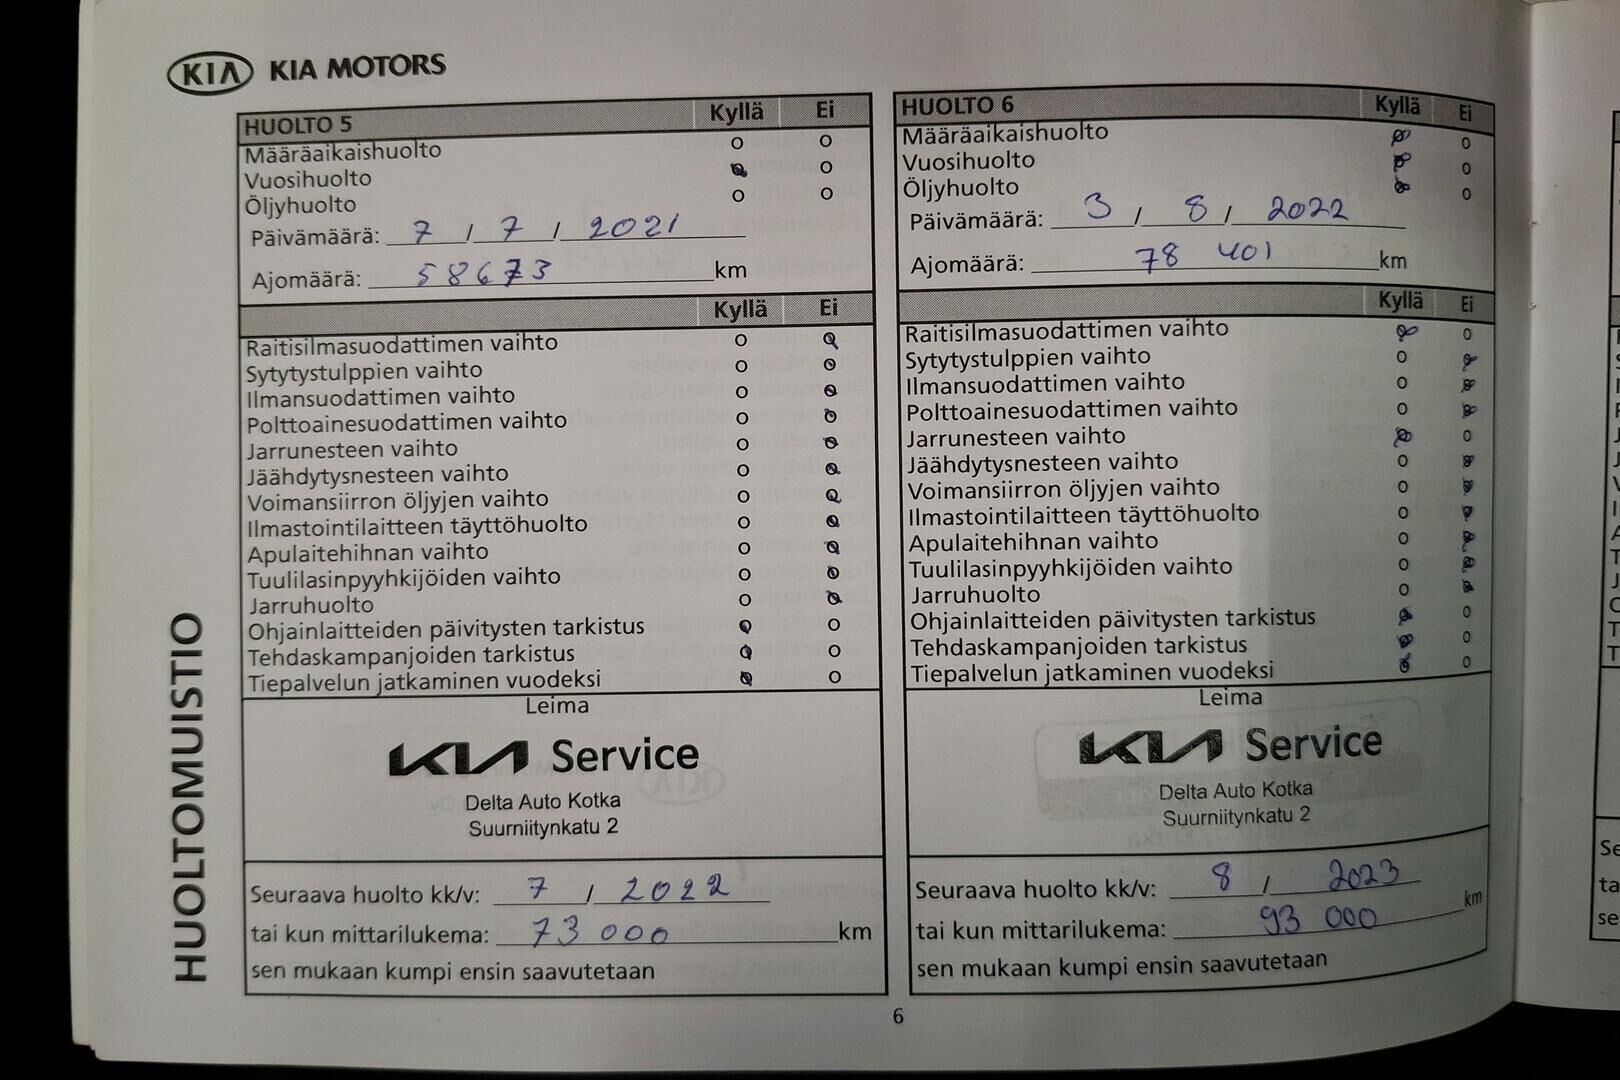 KIA KIA MOTORS
HUOLTOMUISTIO
HUOLTO 5 Kyllä Ei
Määräaikaishuolto o o
Vuosihuolto o
Öljyhuolto o o
Päivämäärä: 7 / 7 / 2021
Ajomäärä: 58673 km
Kyllä Ei
Raitisilmasuodattimen vaihto o
Sytytystulppien vaihto o
Ilmansuodattimen vaihto o
Polttoainesuodattimen vaihto o
Jarrunesteen vaihto o
Jäähdytysnesteen vaihto o
Voimansiirron öljyjen vaihto o
Ilmastointilaitteen täyttöhuolto o
Apulaitehihnan vaihto o
Tuulilasinpyyhkijöiden vaihto o
Jarruhuolto o
Ohjainlaitteiden päivitysten tarkistus o
Tehdaskampanjoiden tarkistus o
Tiepalvelun jatkaminen vuodeksi o
Leima
KIA Service
Delta Auto Kotka
Suurniitynkatu 2
Seuraava huolto kk/v: 7 / 2022
tai kun mittarilukema: 73 000 km
sen mukaan kumpi ensin saavutetaan
HUOLTO 6 Kyllä Ei
Määräaikaishuolto o
Vuosihuolto o
Öljyhuolto o
Päivämäärä: 3 / 8 / 2022
Ajomäärä: 78 401 km
Kyllä Ei
Raitisilmasuodattimen vaihto o
Sytytystulppien vaihto o
Ilmansuodattimen vaihto o
Polttoainesuodattimen vaihto o
Jarrunesteen vaihto o
Jäähdytysnesteen vaihto o
Voimansiirron öljyjen vaihto o
Ilmastointilaitteen täyttöhuolto o
Apulaitehihnan vaihto o
Tuulilasinpyyhkijöiden vaihto o
Jarruhuolto o
Ohjainlaitteiden päivitysten tarkistus o
Tehdaskampanjoiden tarkistus o
Tiepalvelun jatkaminen vuodeksi o
Leima
KIA Service
Delta Auto Kotka
Suurniitynkatu 2
Seuraava huolto kk/v: 8 / 2023
tai kun mittarilukema: 93 000 km
sen mukaan kumpi ensin saavutetaan
6